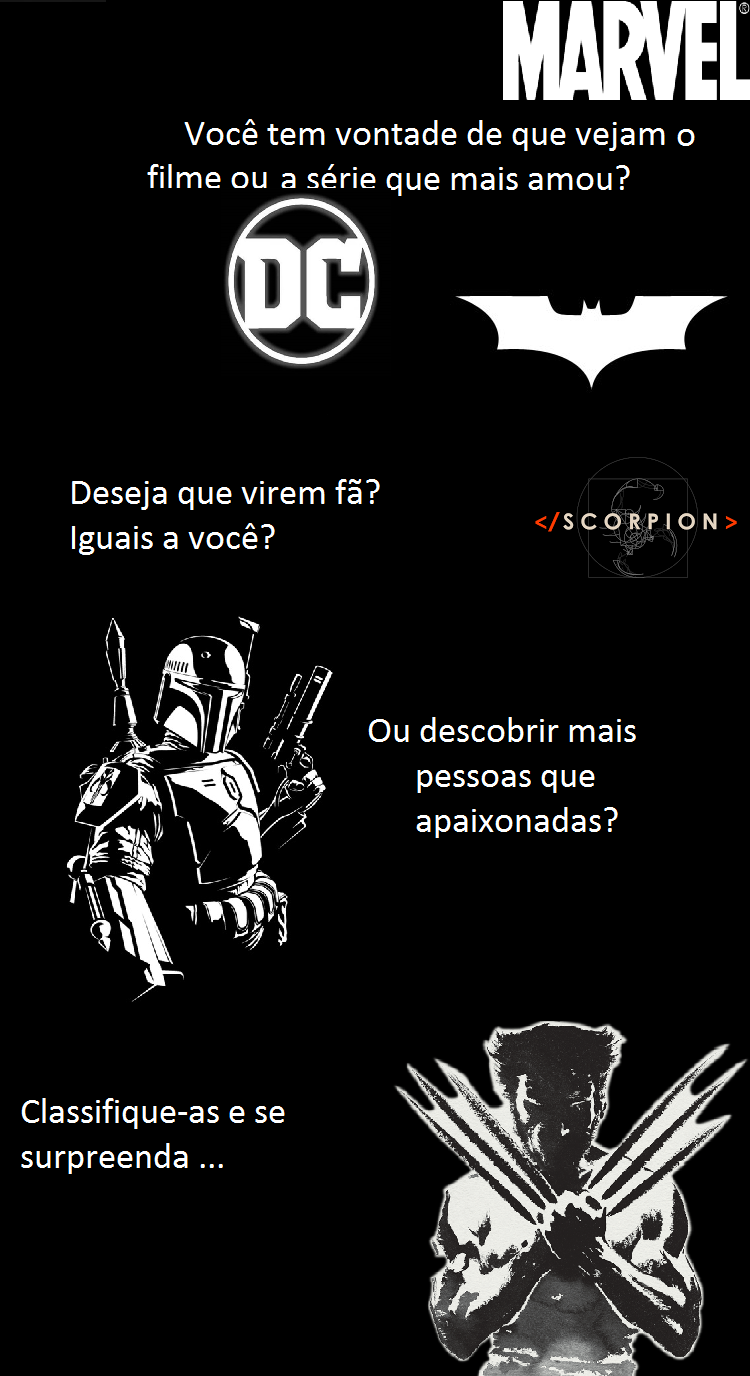 MARVEL®
Você tem vontade de que vejam o
filme ou a série que mais amou?
DC
Deseja que virem fã?
Iguais a você?
</SCORPION>
Ou descobrir mais
pessoas que
apaixonadas?
Classifique-as e se
surpreenda ...